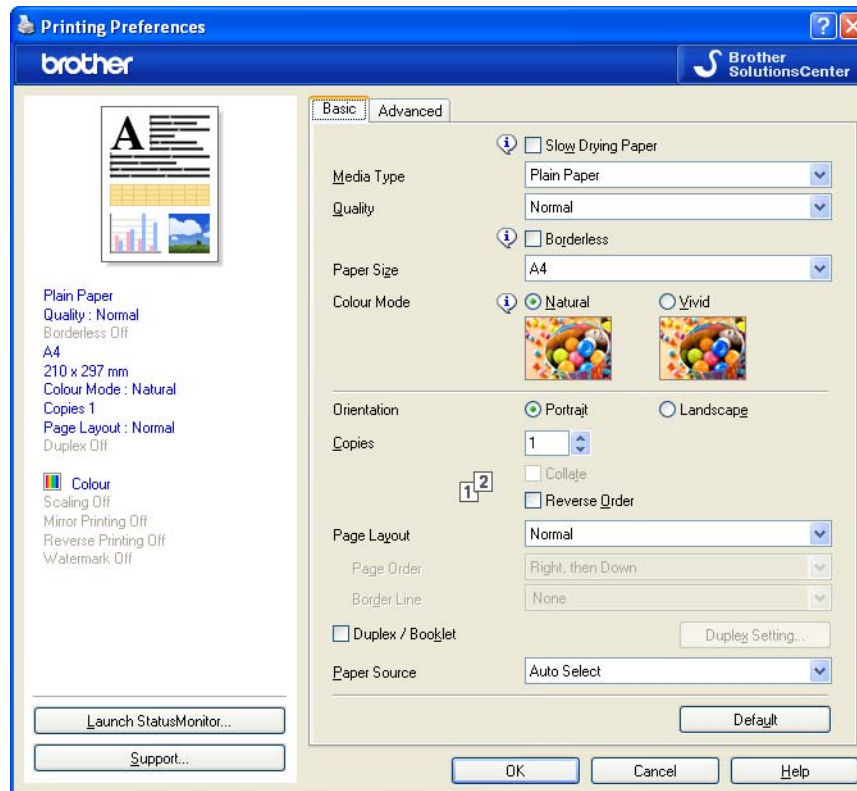 Printing Preferences
brother
Brother
SolutionsCenter
Basic
Advanced
A
Slow Drying Paper
Media Type
Plain Paper
Quality
Normal
Borderless
Paper Size
A4
Colour Mode
Natural
Vivid
Plain Paper
Quality : Normal
Borderless Off
A4
210 x 297 mm
Colour Mode : Natural
Copies 1
Page Layout : Normal
Duplex Off
Colour
Scaling Off
Mirror Printing Off
Reverse Printing Off
Watermark Off
Orientation
Portrait
Landscape
Copies
1
Collate
1 2
Reverse Order
Page Layout
Normal
Page Order
Right, then Down
Border Line
None
Duplex / Booklet
Duplex Setting...
Paper Source
Auto Select
Default
Launch StatusMonitor...
Support...
OK
Cancel
Help